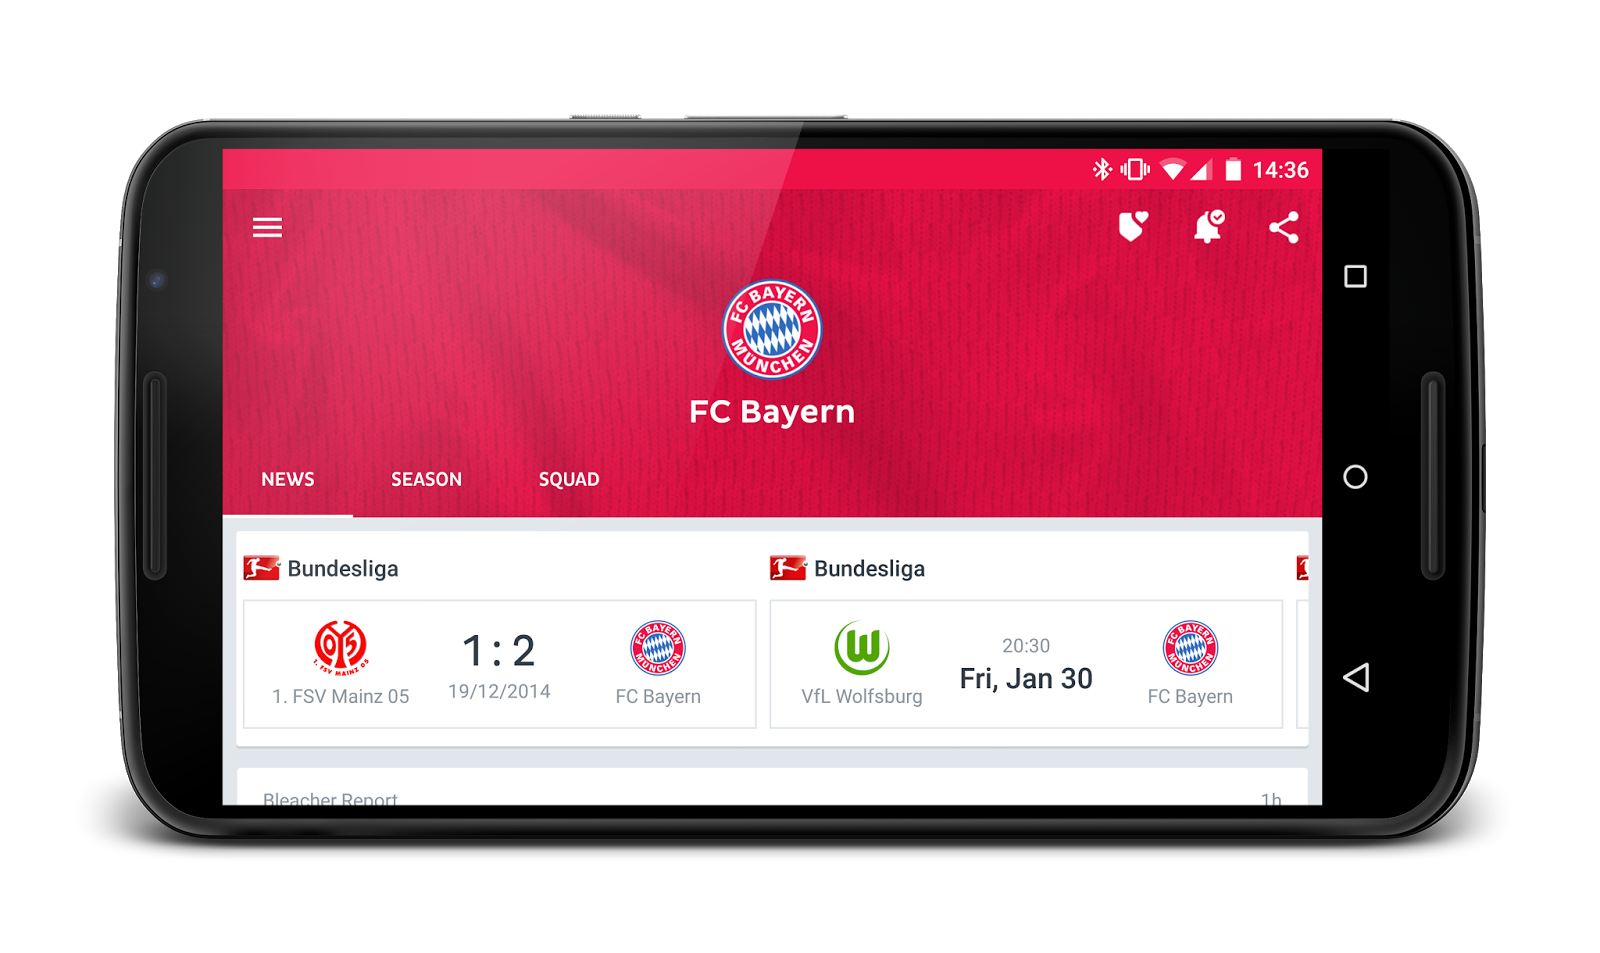 14:36
FC BAYERN
MÜNCHEN
FC Bayern
NEWS SEASON SQUAD
Bundesliga
Bundesliga
1:2
20:30
19/12/2014
Fri, Jan 30
05
1. FSV MAINZ 05
FC BAYERN
MÜNCHEN
W
FC BAYERN
MÜNCHEN
1. FSV Mainz 05
FC Bayern
VfL Wolfsburg
FC Bayern
Bleacher Report
1h